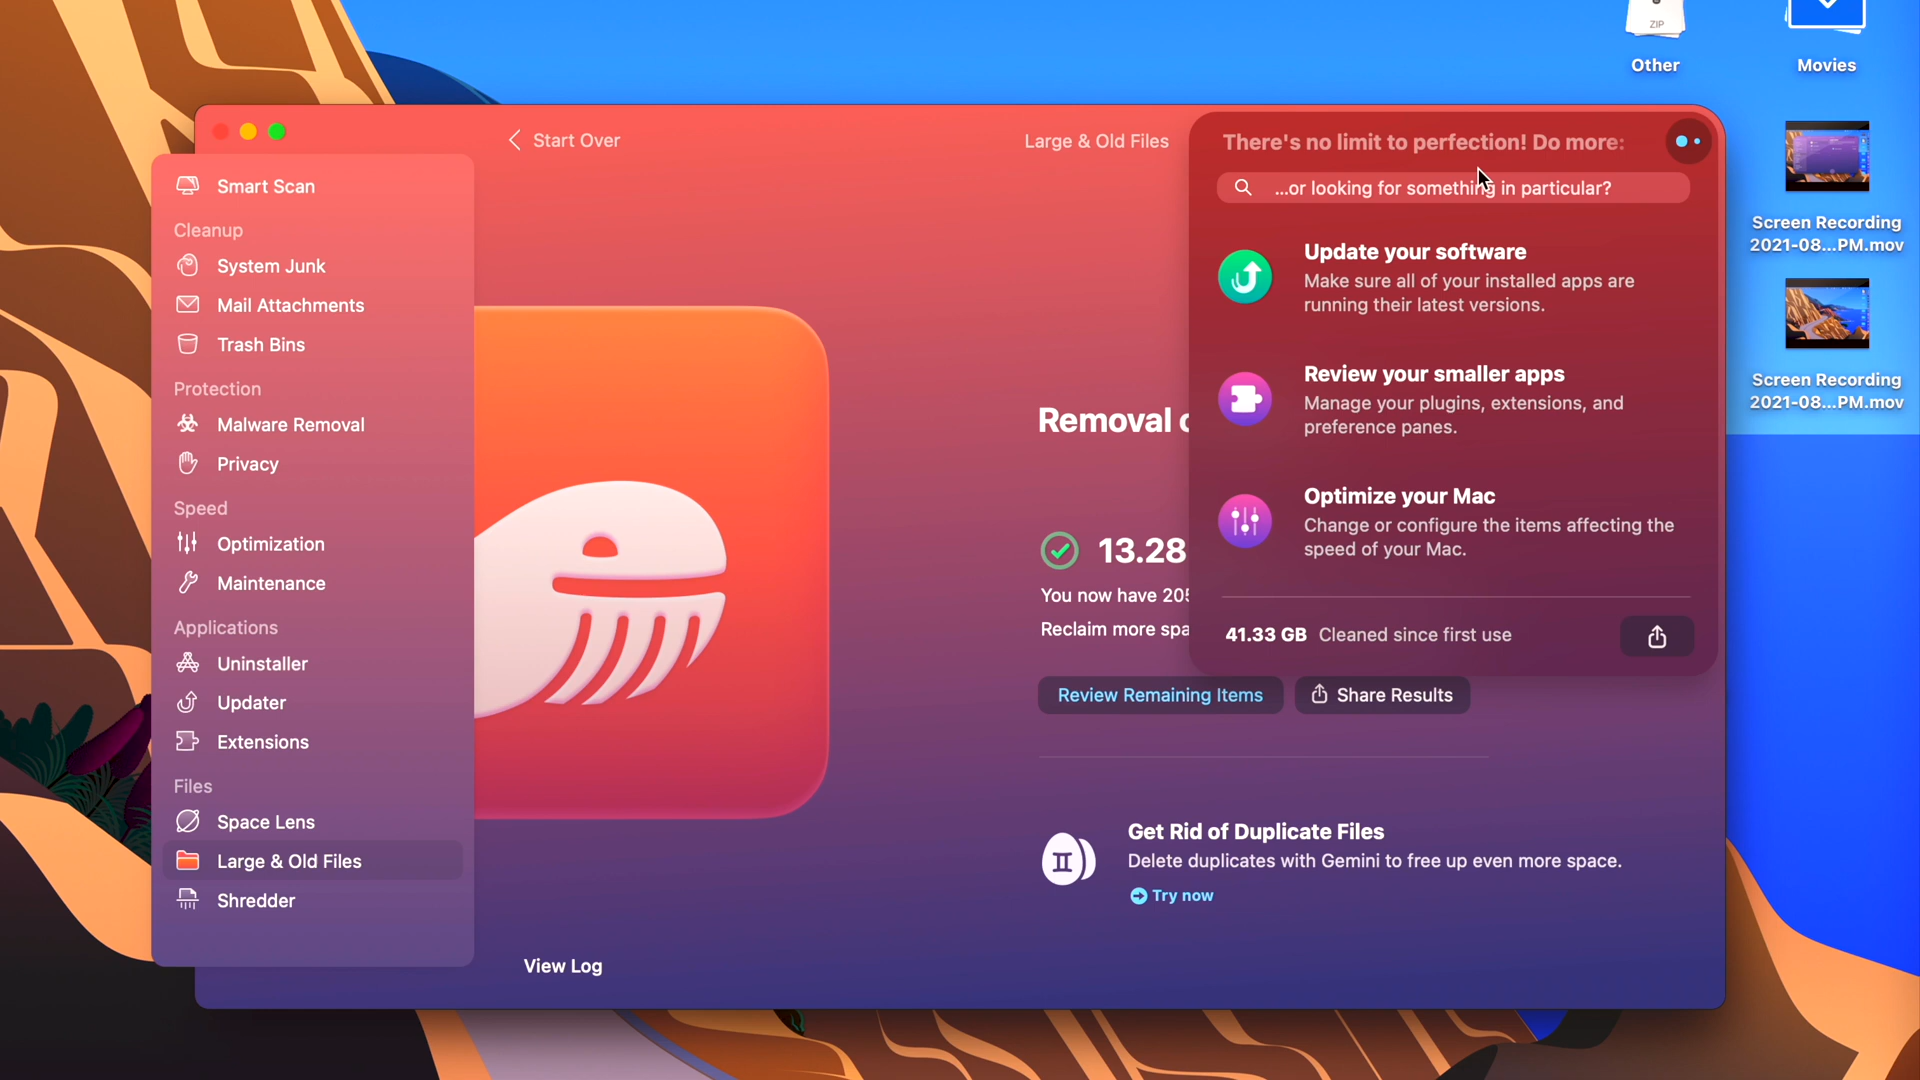 ZIP
Other
Movies
Screen Recording
2021-08...PM.mov
Screen Recording
2021-08...PM.mov
Start Over
Large & Old Files
Smart Scan
Cleanup
System Junk
Mail Attachments
Trash Bins
Protection
Malware Removal
Privacy
Speed
Optimization
Maintenance
Applications
Uninstaller
Updater
Extensions
Files
Space Lens
Large & Old Files
Shredder
View Log
Removal
13.28
You now have 205
Reclaim more spa
Review Remaining Items
Share Results
Get Rid of Duplicate Files
Delete duplicates with Gemini to free up even more space.
Try now
There's no limit to perfection! Do more:
...or looking for something in particular?
Update your software
Make sure all of your installed apps are
running their latest versions.
Review your smaller apps
Manage your plugins, extensions, and
preference panes.
Optimize your Mac
Change or configure the items affecting the
speed of your Mac.
41.33 GB Cleaned since first use